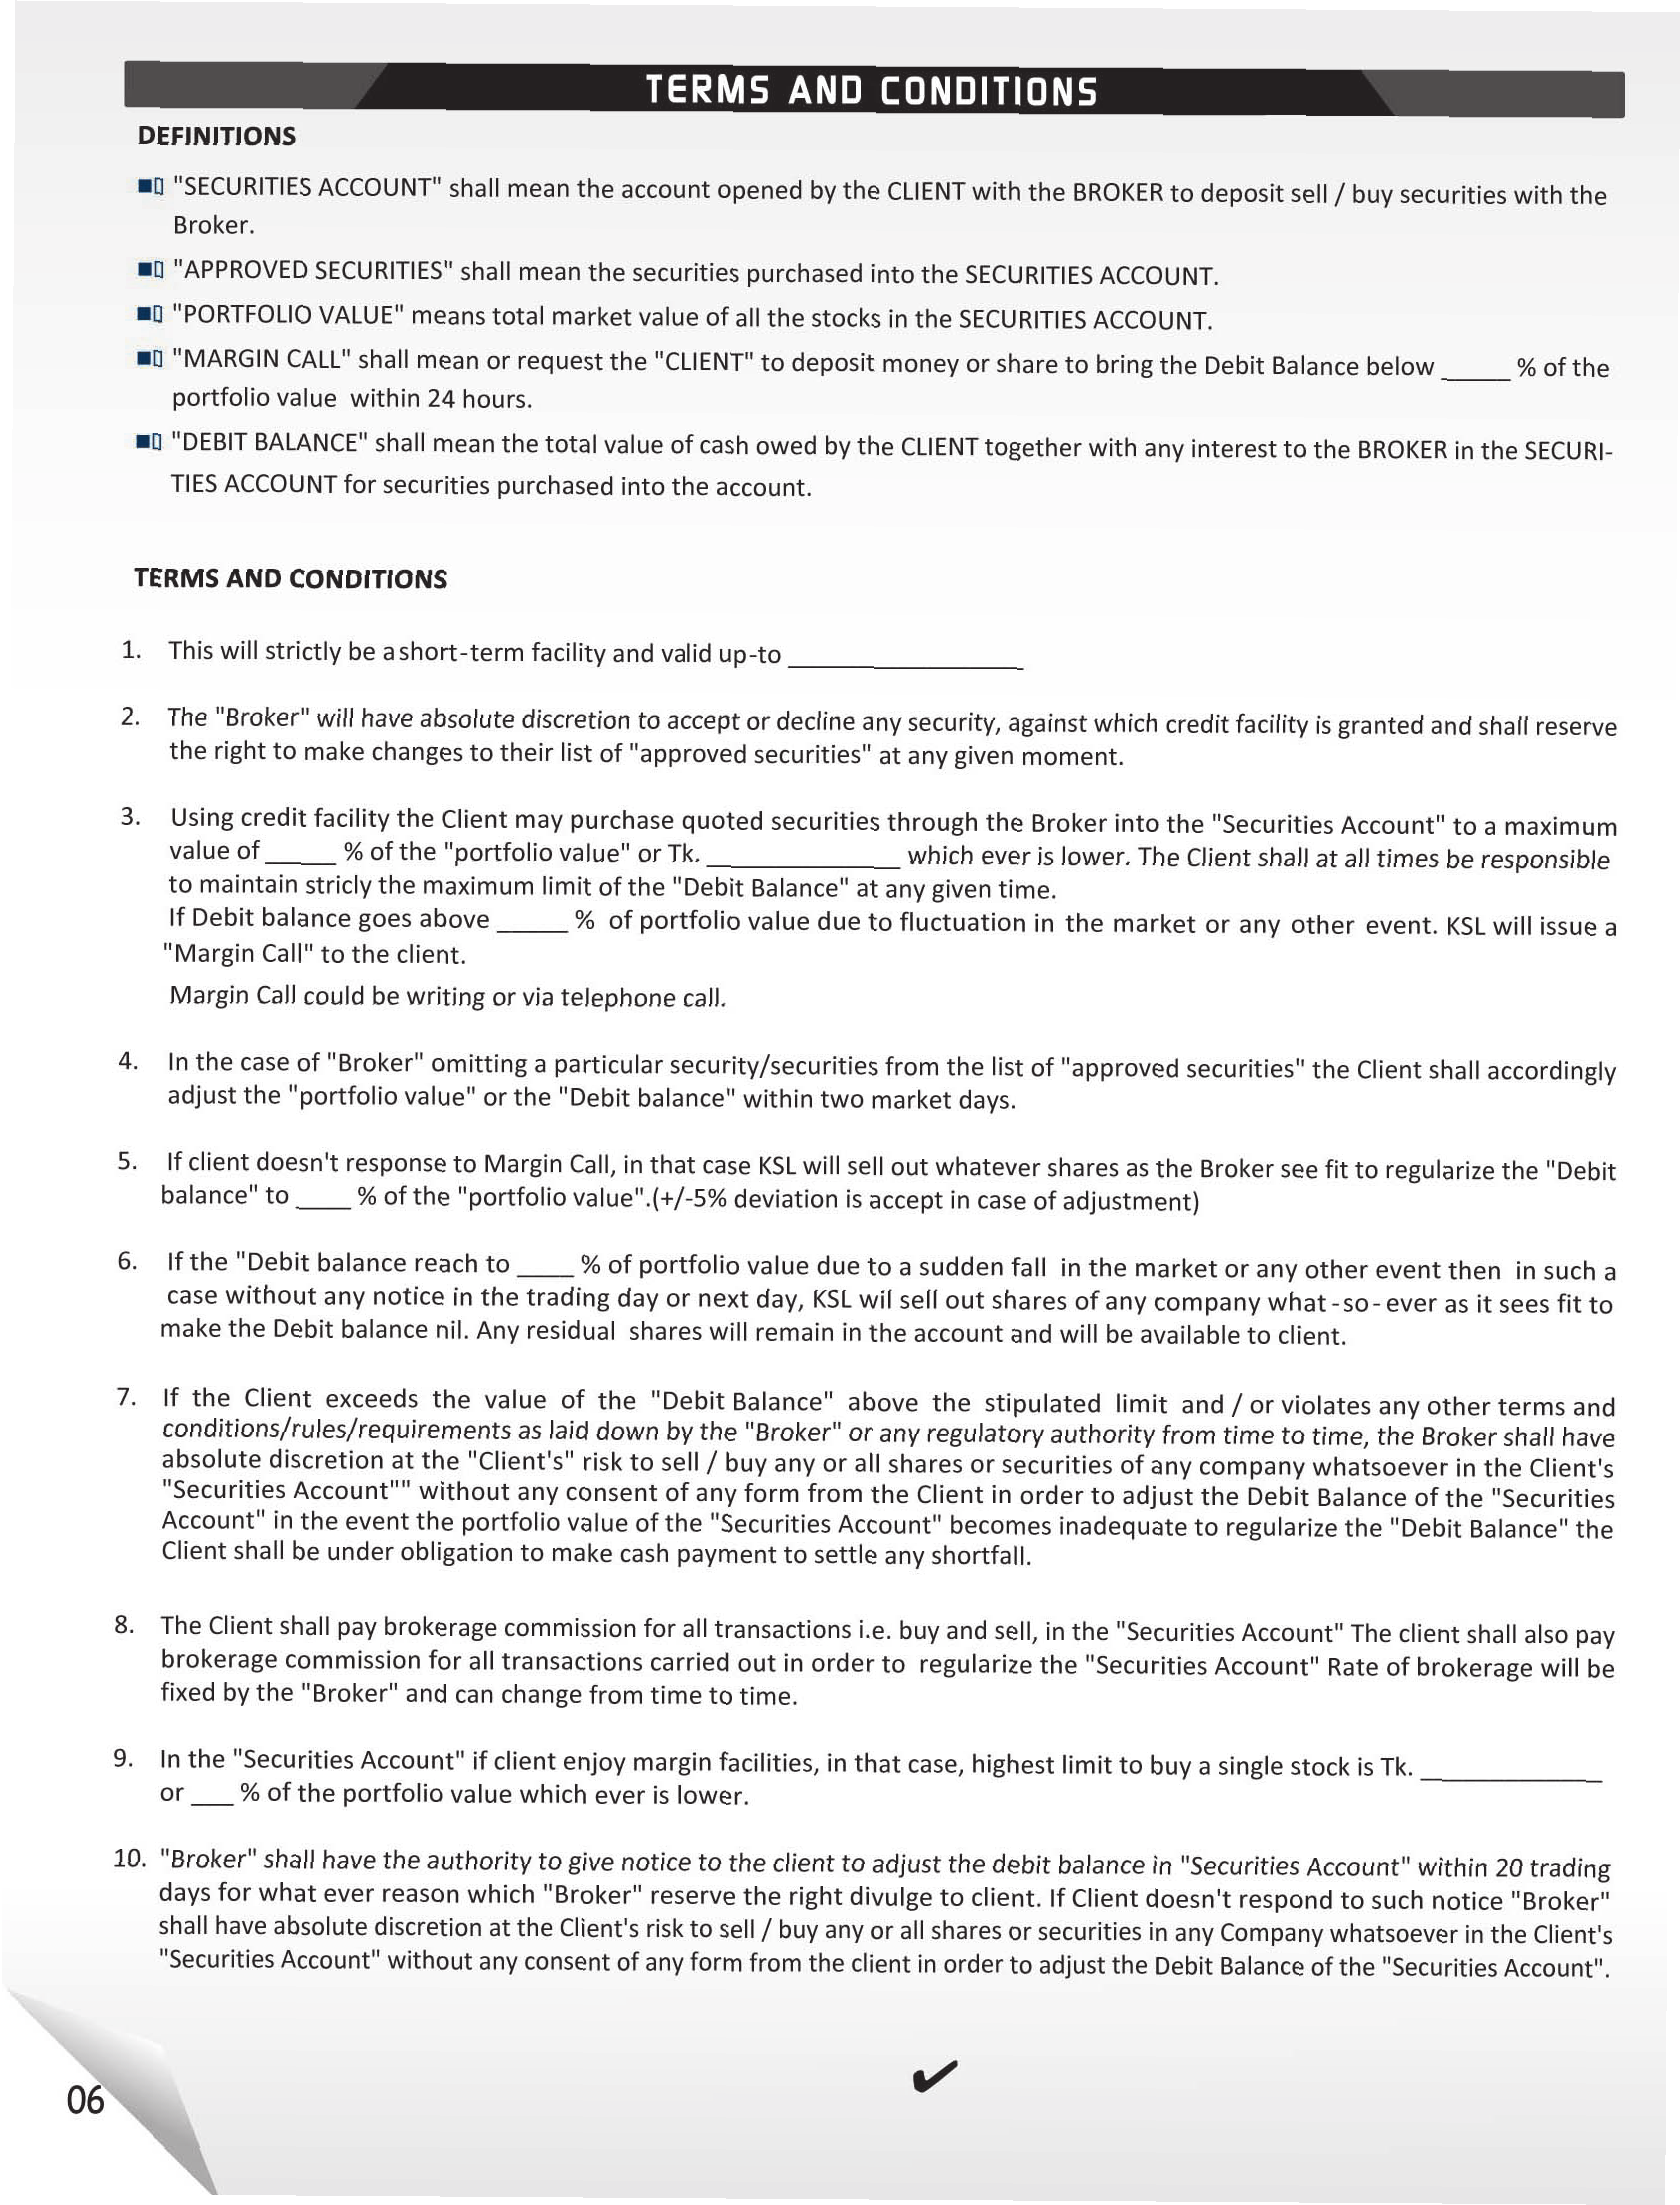 TERMS AND CONDITIONS
DEFINITIONS
"SECURITIES ACCOUNT" shall mean the account opened by the CLIENT with the BROKER to deposit sell / buy securities with the
Broker.
"APPROVED SECURITIES" shall mean the securities purchased into the SECURITIES ACCOUNT.
"PORTFOLIO VALUE" means total market value of all the stocks in the SECURITIES ACCOUNT.
"MARGIN CALL" shall mean or request the "CLIENT" to deposit money or share to bring the Debit Balance below _____ % of the
portfolio value within 24 hours.
"DEBIT BALANCE" shall mean the total value of cash owed by the CLIENT together with any interest to the BROKER in the SECURI-
TIES ACCOUNT for securities purchased into the account.
TERMS AND CONDITIONS
1. This will strictly be a short-term facility and valid up-to _________________
2. The "Broker" will have absolute discretion to accept or decline any security, against which credit facility is granted and shall reserve
the right to make changes to their list of "approved securities" at any given moment.
3. Using credit facility the Client may purchase quoted securities through the Broker into the "Securities Account" to a maximum
value of _____ % of the "portfolio value" or Tk. ______________ which ever is lower. The Client shall at all times be responsible
to maintain stricly the maximum limit of the "Debit Balance" at any given time.
If Debit balance goes above _____ % of portfolio value due to fluctuation in the market or any other event. KSL will issue a
"Margin Call" to the client.
Margin Call could be writing or via telephone call.
4. In the case of "Broker" omitting a particular security/securities from the list of "approved securities" the Client shall accordingly
adjust the "portfolio value" or the "Debit balance" within two market days.
5. If client doesn't response to Margin Call, in that case KSL will sell out whatever shares as the Broker see fit to regularize the "Debit
balance" to ____ % of the "portfolio value".(+/-5% deviation is accept in case of adjustment)
6. If the "Debit balance reach to ____ % of portfolio value due to a sudden fall in the market or any other event then in such a
case without any notice in the trading day or next day, KSL wil sell out shares of any company what-so-ever as it sees fit to
make the Debit balance nil. Any residual shares will remain in the account and will be available to client.
7. If the Client exceeds the value of the "Debit Balance" above the stipulated limit and / or violates any other terms and
conditions/rules/requirements as laid down by the "Broker" or any regulatory authority from time to time, the Broker shall have
absolute discretion at the "Client's" risk to sell / buy any or all shares or securities of any company whatsoever in the Client's
"Securities Account"" without any consent of any form from the Client in order to adjust the Debit Balance of the "Securities
Account" in the event the portfolio value of the "Securities Account" becomes inadequate to regularize the "Debit Balance" the
Client shall be under obligation to make cash payment to settle any shortfall.
8. The Client shall pay brokerage commission for all transactions i.e. buy and sell, in the "Securities Account" The client shall also pay
brokerage commission for all transactions carried out in order to regularize the "Securities Account" Rate of brokerage will be
fixed by the "Broker" and can change from time to time.
9. In the "Securities Account" if client enjoy margin facilities, in that case, highest limit to buy a single stock is Tk. _____________
or ___ % of the portfolio value which ever is lower.
10. "Broker" shall have the authority to give notice to the client to adjust the debit balance in "Securities Account" within 20 trading
days for what ever reason which "Broker" reserve the right divulge to client. If Client doesn't respond to such notice "Broker"
shall have absolute discretion at the Client's risk to sell / buy any or all shares or securities in any Company whatsoever in the Client's
"Securities Account" without any consent of any form from the client in order to adjust the Debit Balance of the "Securities Account".
✔
06